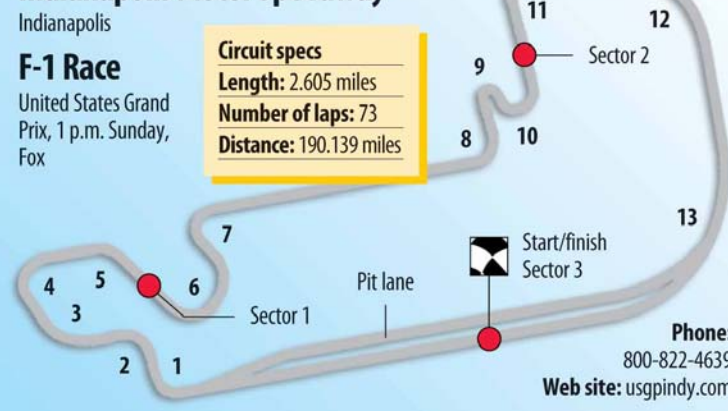 Indianapolis
F-1 Race
United States Grand
Prix, 1 p.m. Sunday,
Fox
Circuit specs
Length: 2.605 miles
Number of laps: 73
Distance: 190.139 miles
11
12
Sector 2
9
10
8
13
7
Start/finish
Sector 3
4
5
6
3
Sector 1
Pit lane
2
1
Phone:
800-822-4639
Web site: usgpindy.com